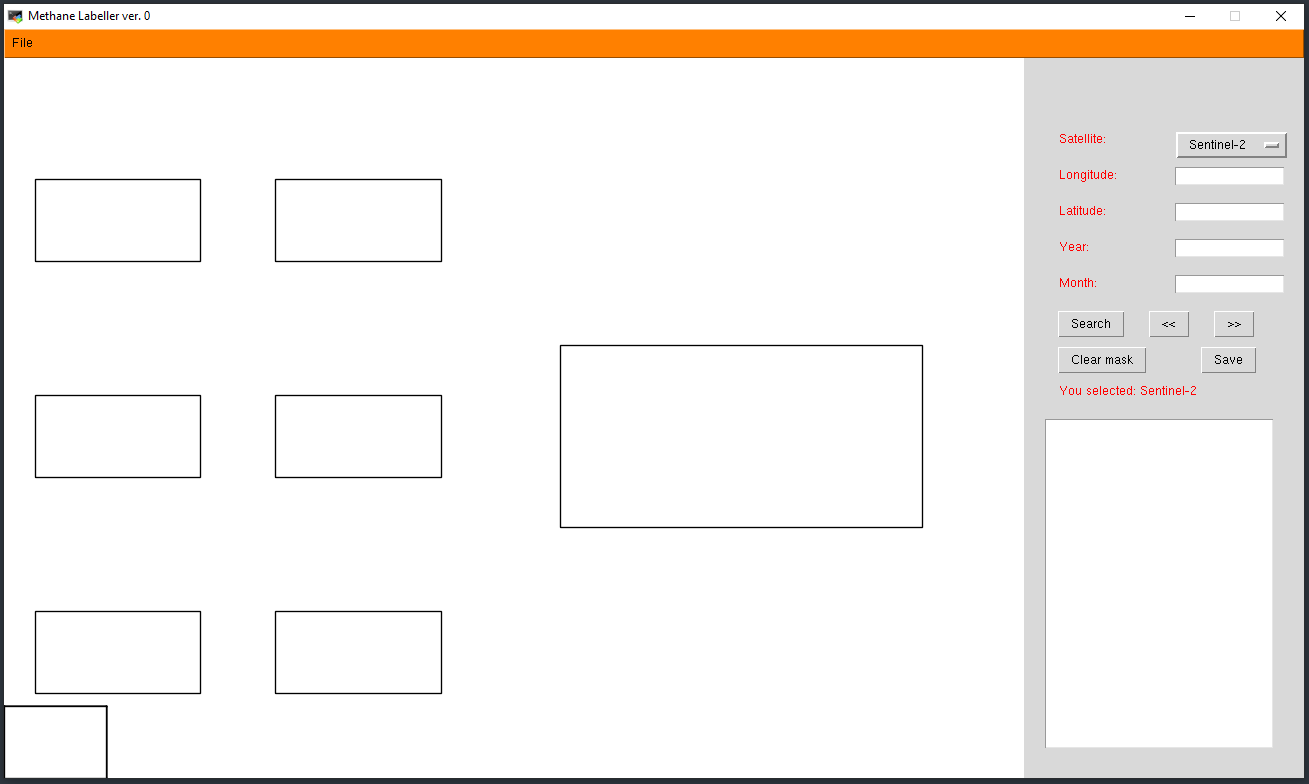 Methane Labeller ver. 0
File
Satellite: Sentinel-2
Longitude:
Latitude:
Year:
Month:
Search << >>
Clear mask Save
You selected: Sentinel-2